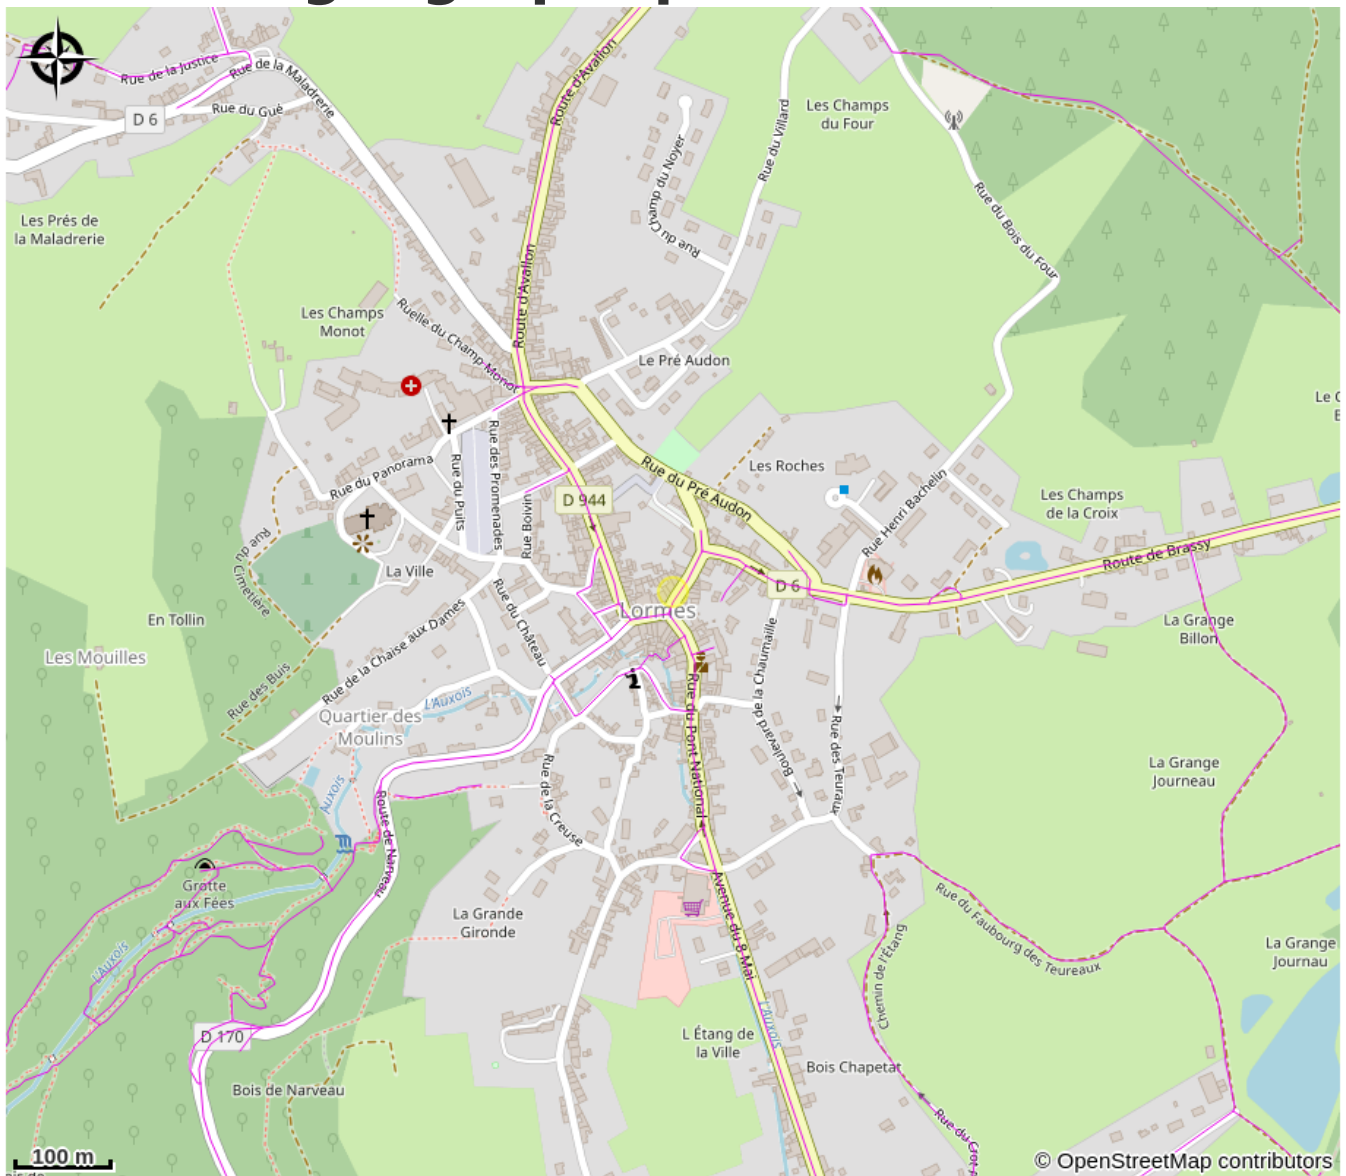 Rue de la Justice
Rue de la Maladrerie
Rue du Gué
D 6
Route d'Avallon
Les Champs
du Four
Rue du Villard
Rue du Champ du Noyer
Rue du Bois du Four
Les Prés de
la Maladrerie
Route d'Avallon
Les Champs
Monot
Ruelle du Champ Monot
Le Pré Audon
Rue du Panorama
Rue du Puits
Rue des Promenades
Rue Boivin
D 944
Rue du Pré Audon
Les Roches
Rue Henri Bachelin
Les Champs
de la Croix
Route de Brassy
Rue du
Cimetière
La Ville
D 6
Lormes
En Tollin
Les Mouilles
Rue du Château
Rue de la Chaise aux Dames
Rue des Buis
La Grange
Billon
L'Auxois
Quartier des
Moulins
Boulevard de la Chaumaille
Rue du Pont National
Rue des Teuraux
La Grange
Journeau
Auxois
Route de Narveau
Rue de la Creuse
Grotte
aux Fées
La Grande
Gironde
Avenue du 8 Mai
Rue du Faubourg des Teureaux
Chemin de l'Étang
La Grange
Journau
L'Auxois
D 170
L'Auxois
L Étang de
la Ville
Bois Chapetat
Bois de Narveau
Rue du Crot
100 m
© OpenStreetMap contributors